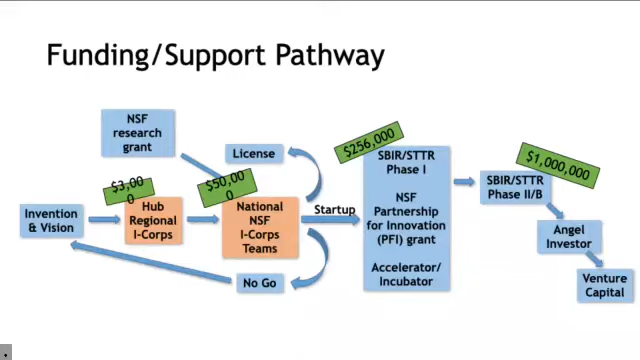 Funding/Support Pathway
NSF
research
grant
License
$3,00
0
$50,00
0
$256,000
$1,000,000
Invention
& Vision
Hub
Regional
I-Corps
National
NSF
I-Corps
Teams
Startup
No Go
SBIR/STTR
Phase I
NSF
Partnership
for Innovation
(PFI) grant
Accelerator/
Incubator
SBIR/STTR
Phase II/B
Angel
Investor
Venture
Capital